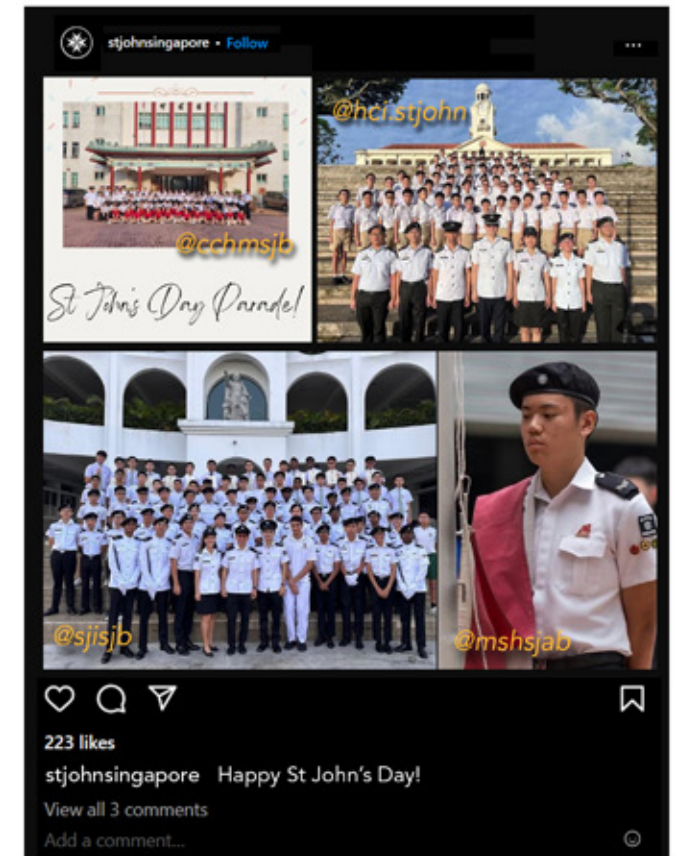 stjohnsingapore • Follow
@hci.stjohn
@cchmsjb
St John's Day Parade!
@sjisjb
@mshsjab
223 likes
stjohnsingapore Happy St John's Day!
View all 3 comments
Add a comment...